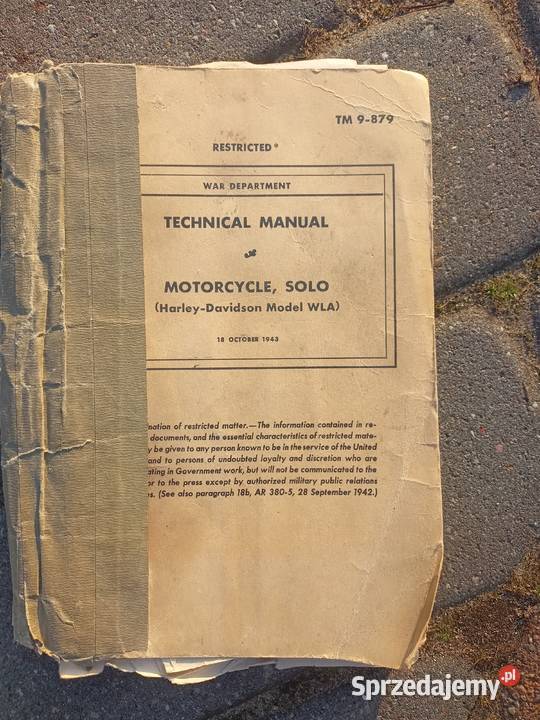 TM 9-879
RESTRICTED*
WAR DEPARTMENT
TECHNICAL MANUAL
MOTORCYCLE, SOLO
(Harley-Davidson Model WLA)
18 OCTOBER 1943
nation of restricted matter.—The information contained in re-
documents, and the essential characteristics of restricted mate-
y be given to any person known to be in the service of the United
and to persons of undoubted loyalty and discretion who are
ating in Government work, but will not be communicated to the
or to the press except by authorized military public relations
s. (See also paragraph 18b, AR 380-5, 28 September 1942.)
Sprzedajemy.pl